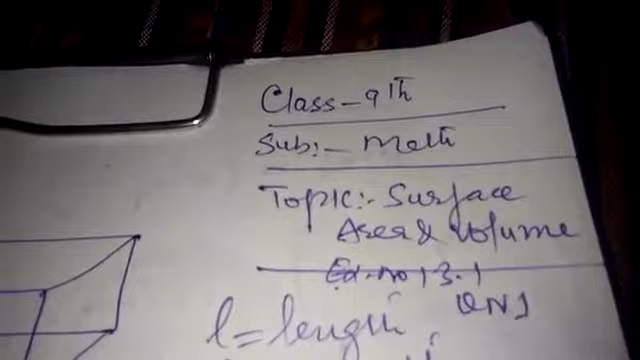 Class - 9th
Sub:- Math
Topic:- Surface
Area & Volume
Ex. no 13.1
QN1
l = length